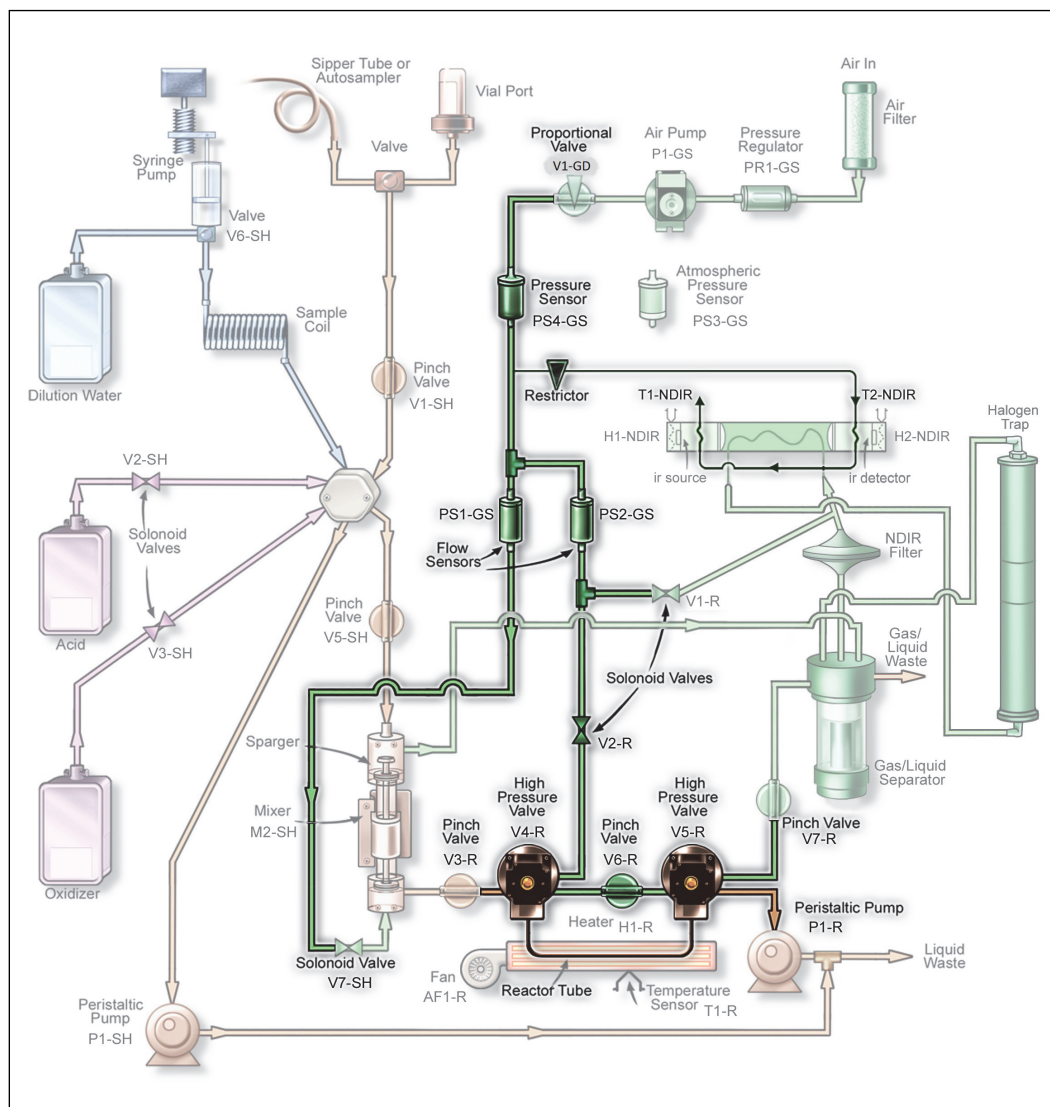 Sipper Tube or
Autosampler
Vial Port
Air In
Air
Filter
Proportional
Valve
V1-GD
Air Pump
P1-GS
Pressure
Regulator
PR1-GS
Syringe
Pump
Valve
Valve
V6-SH
Pressure
Sensor
PS4-GS
Atmospheric
Pressure
Sensor
PS3-GS
Sample
Coil
Dilution Water
Pinch
Valve
V1-SH
Restrictor
T1-NDIR
T2-NDIR
H1-NDIR
H2-NDIR
ir source
ir detector
Halogen
Trap
V2-SH
Solonoid
Valves
Acid
V3-SH
PS1-GS
PS2-GS
Flow
Sensors
NDIR
Filter
V1-R
Pinch
Valve
V5-SH
Solonoid Valves
Gas/
Liquid
Waste
V2-R
Sparger
Gas/Liquid
Separator
Mixer
M2-SH
High
Pressure
Valve
V4-R
High
Pressure
Valve
V5-R
Pinch
Valve
V3-R
Pinch
Valve
V6-R
Pinch Valve
V7-R
Oxidizer
Heater
H1-R
Peristaltic Pump
P1-R
Solonoid Valve
V7-SH
Fan
AF1-R
Reactor Tube
Temperature
Sensor
T1-R
Liquid
Waste
Peristaltic
Pump
P1-SH